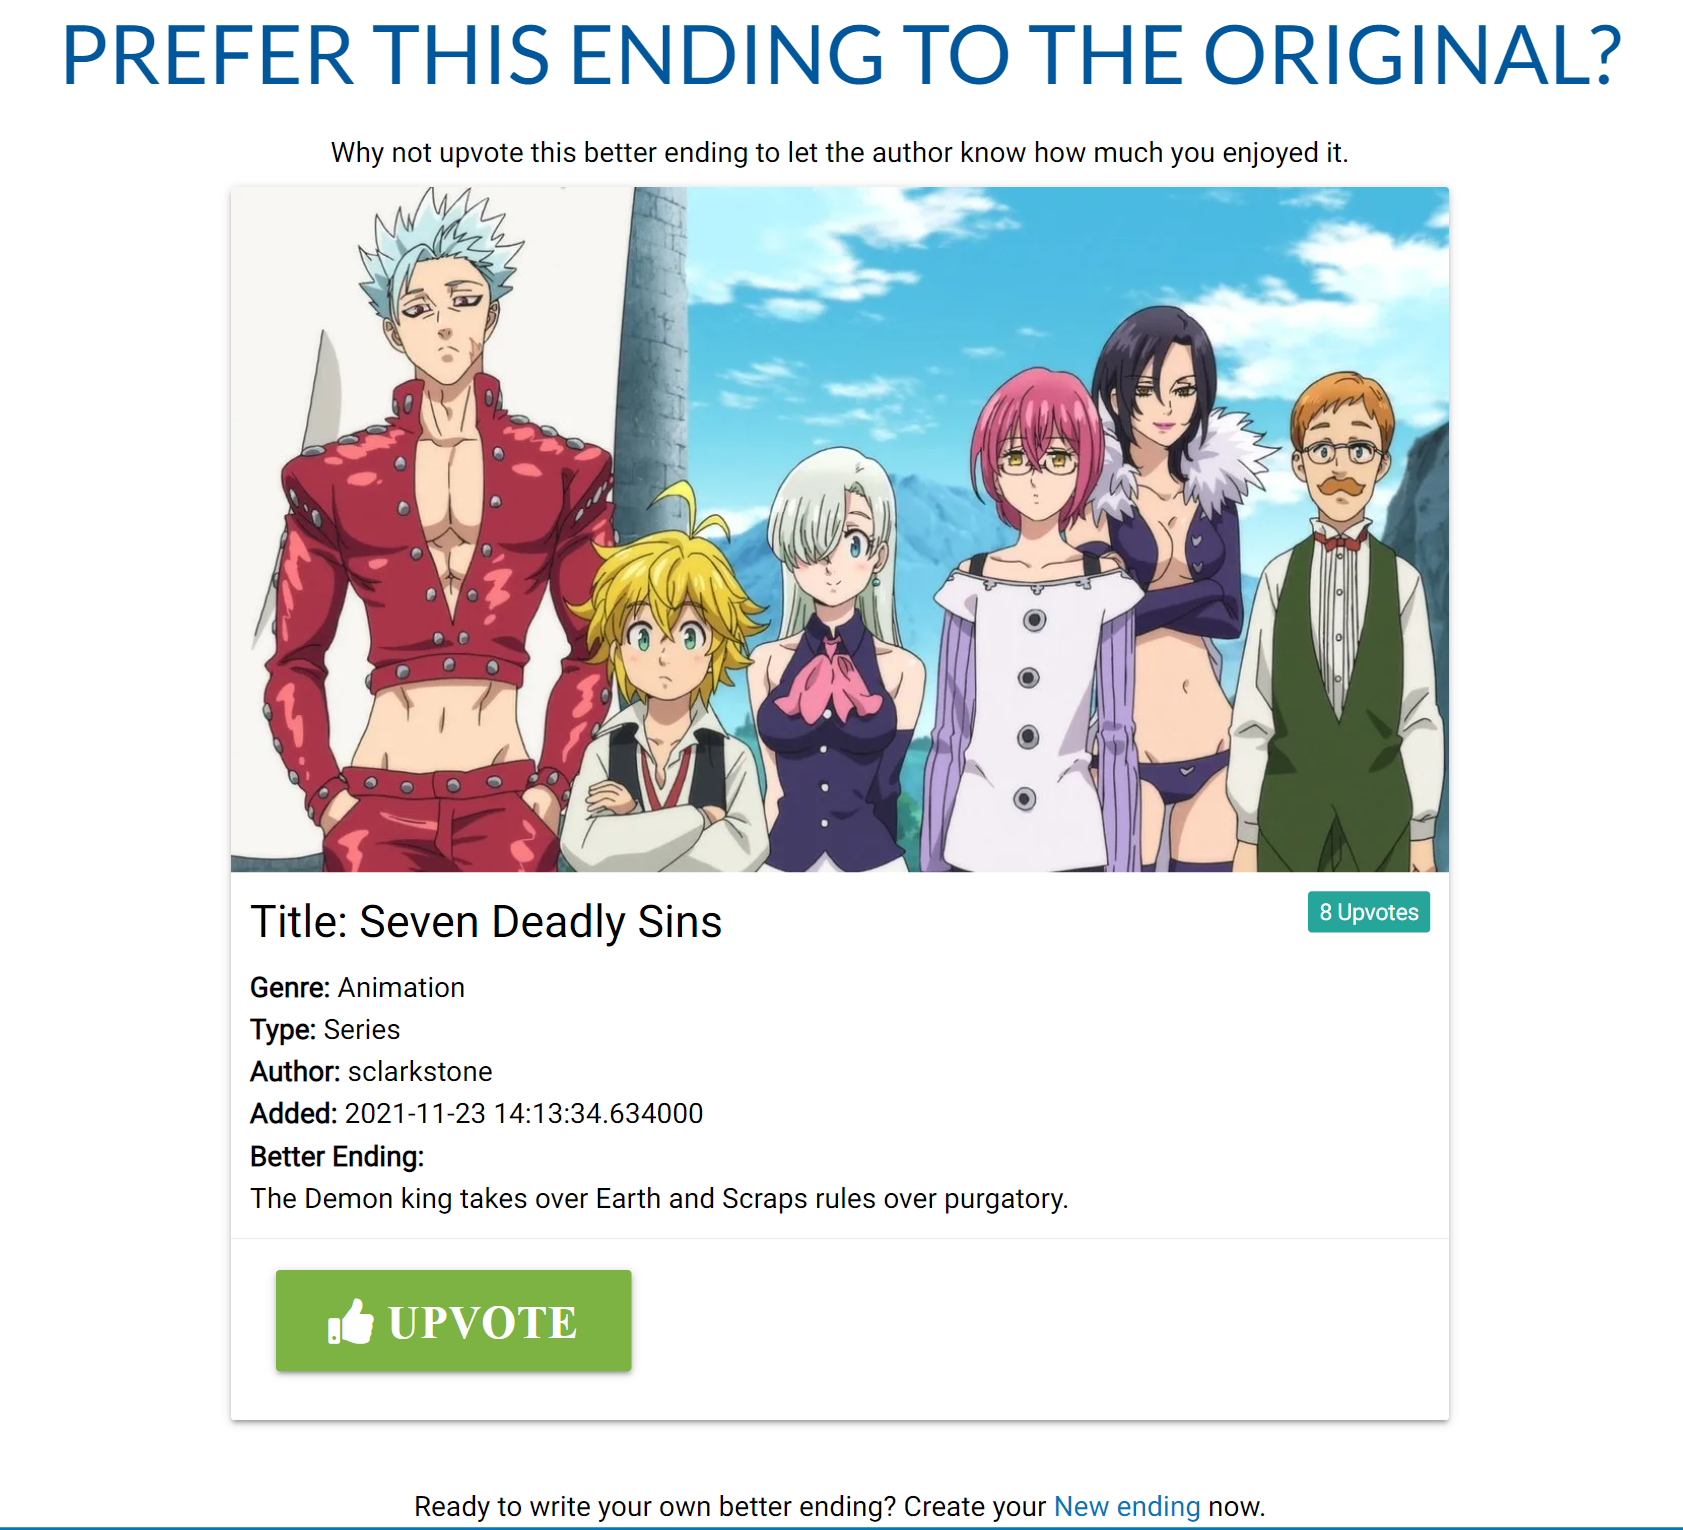 PREFER THIS ENDING TO THE ORIGINAL?
Why not upvote this better ending to let the author know how much you enjoyed it.
Title: Seven Deadly Sins
8 Upvotes
Genre: Animation
Type: Series
Author: sclarkstone
Added: 2021-11-23 14:13:34.634000
Better Ending:
The Demon king takes over Earth and Scraps rules over purgatory.
UPVOTE
Ready to write your own better ending? Create your New ending now.